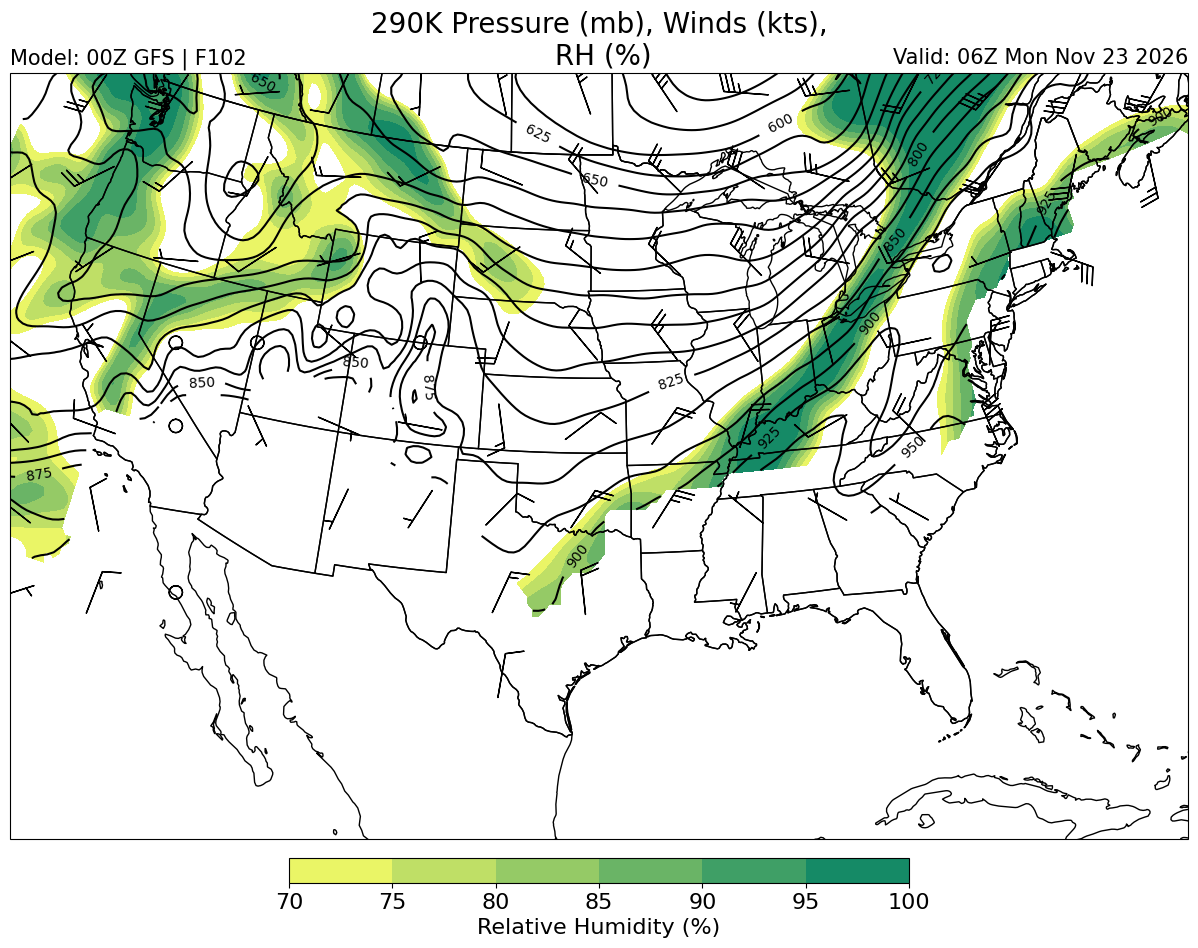 290K Pressure (mb), Winds (kts),
RH (%)
Model: 00Z GFS | F102
Valid: 06Z Mon Nov 23 2026
650
600
625
650
800
900
925
850
900
850
850
875
825
925
950
875
900
70 75 80 85 90 95 100
Relative Humidity (%)